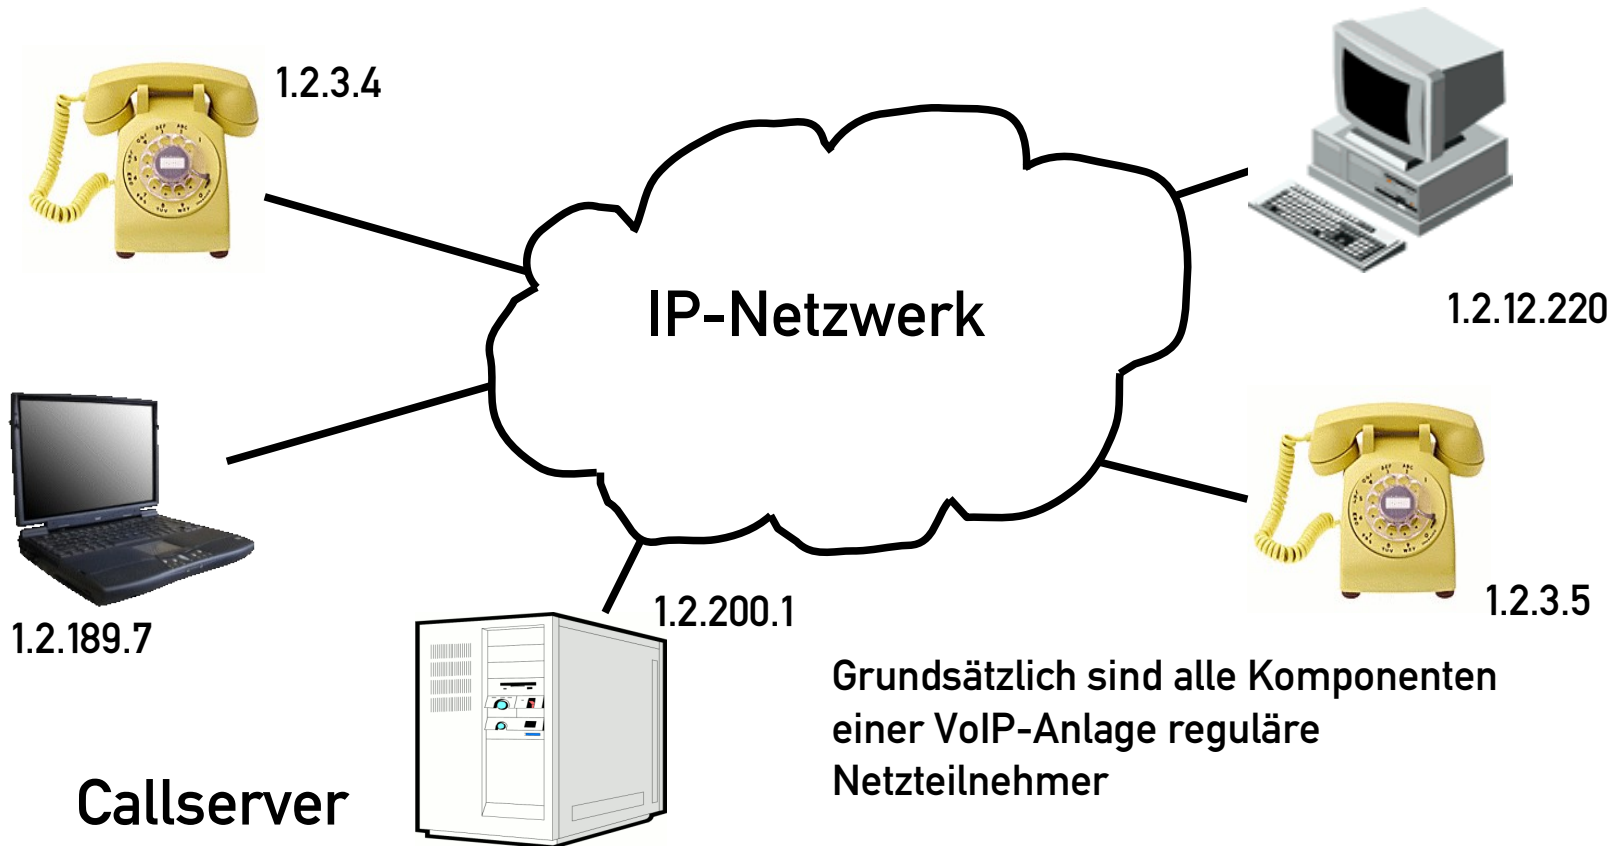 1.2.3.4
IP-Netzwerk
1.2.12.220
1.2.189.7
1.2.200.1
1.2.3.5
Grundsätzlich sind alle Komponenten
einer VoIP-Anlage reguläre
Netzteilnehmer
Callserver